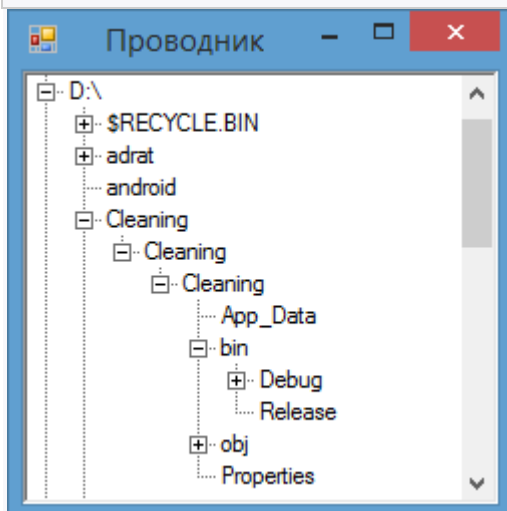 Проводник
D:\
$RECYCLE.BIN
adrat
android
Cleaning
Cleaning
Cleaning
App_Data
bin
Debug
Release
obj
Properties